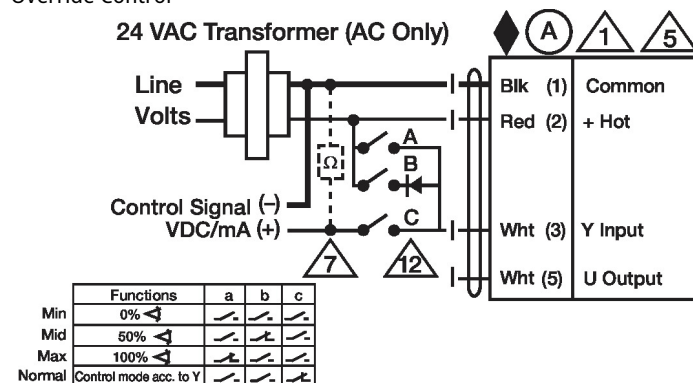 Override Control
24 VAC Transformer (AC Only)
A 1 5
Line
Volts
Blk (1) Common
Red (2) + Hot
A
Ω
B
Control Signal (–)
C
VDC/mA (+)
Wht (3) Y Input
7 12
Wht (5) U Output
Functions a b c
Min 0%
Mid 50%
Max 100%
Normal Control mode acc. to Y